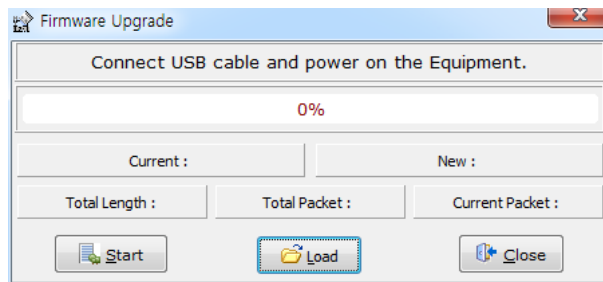 Firmware Upgrade
Connect USB cable and power on the Equipment.
0%
Current :
New :
Total Length :
Total Packet :
Current Packet :
Start
Load
Close